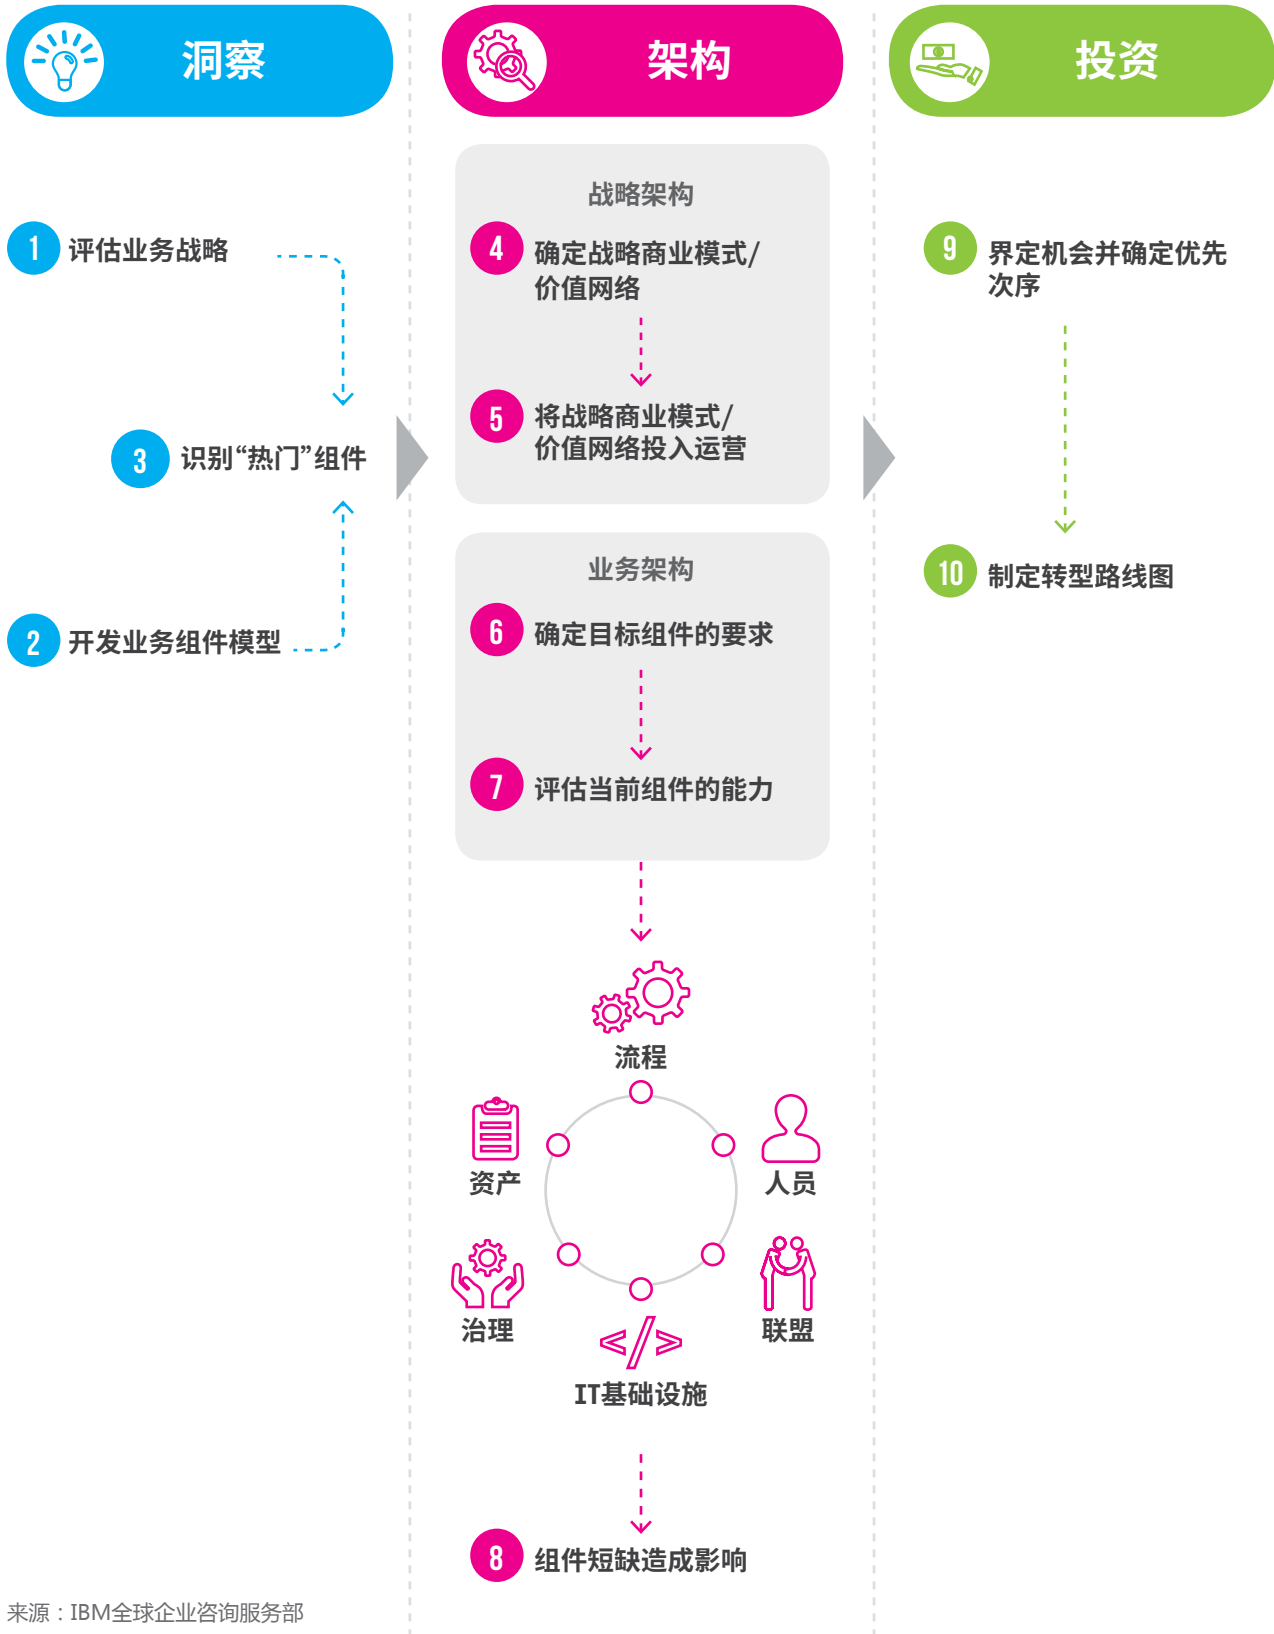 洞察
1 评估业务战略
3 识别“热门”组件
2 开发业务组件模型
架构
战略架构
4 确定战略商业模式/
价值网络
5 将战略商业模式/
价值网络投入运营
业务架构
6 确定目标组件的要求
7 评估当前组件的能力
流程
资产
人员
治理
联盟
IT基础设施
8 组件短缺造成影响
投资
9 界定机会并确定优先
次序
10 制定转型路线图
来源：IBM全球企业咨询服务部